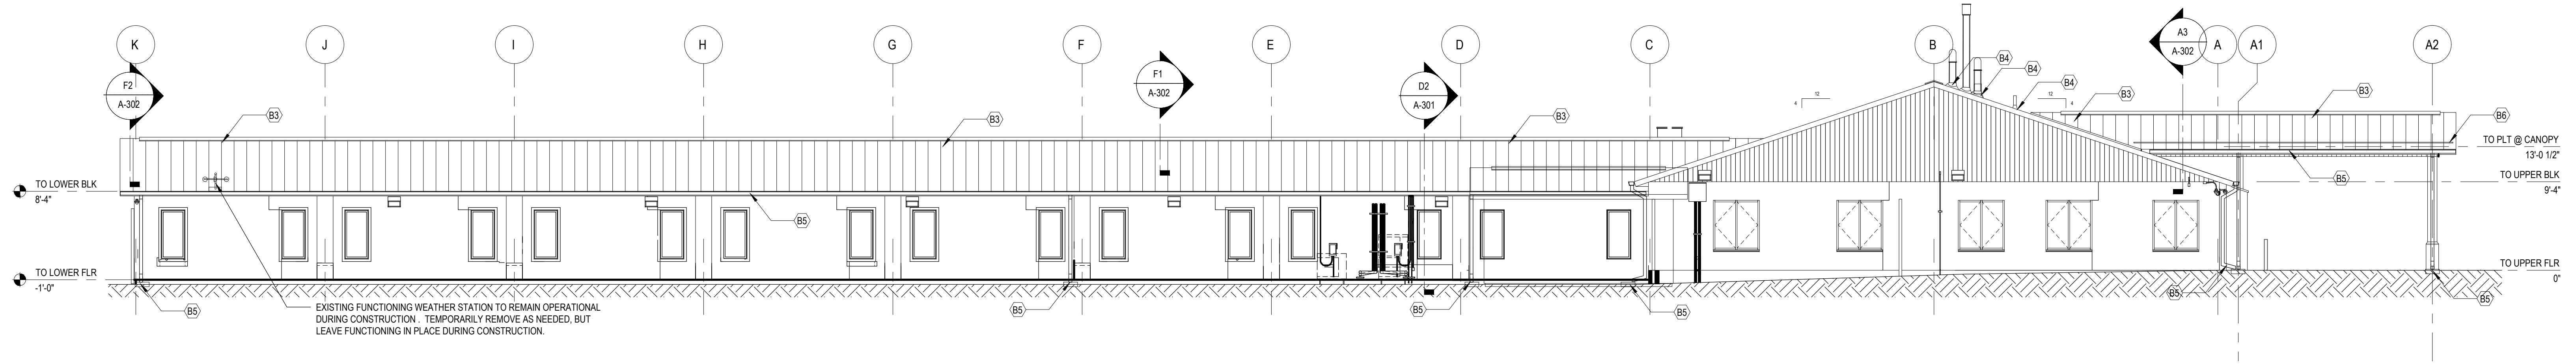 K
J
I
H
G
F
E
D
C
B
A
A1
A2
F2
A-302
F1
A-302
D2
A-301
A3
A-302
B4
B4
B4
12
4
12
4
B3
B3
B3
B3
B3
B6
TO PLT @ CANOPY
13'-0 1/2"
TO LOWER BLK
8'-4"
TO UPPER BLK
9'-4"
B5
B5
TO LOWER FLR
-1'-0"
TO UPPER FLR
0"
B5
B5
B5
B5
B5
B5
EXISTING FUNCTIONING WEATHER STATION TO REMAIN OPERATIONAL
DURING CONSTRUCTION . TEMPORARILY REMOVE AS NEEDED, BUT
LEAVE FUNCTIONING IN PLACE DURING CONSTRUCTION.